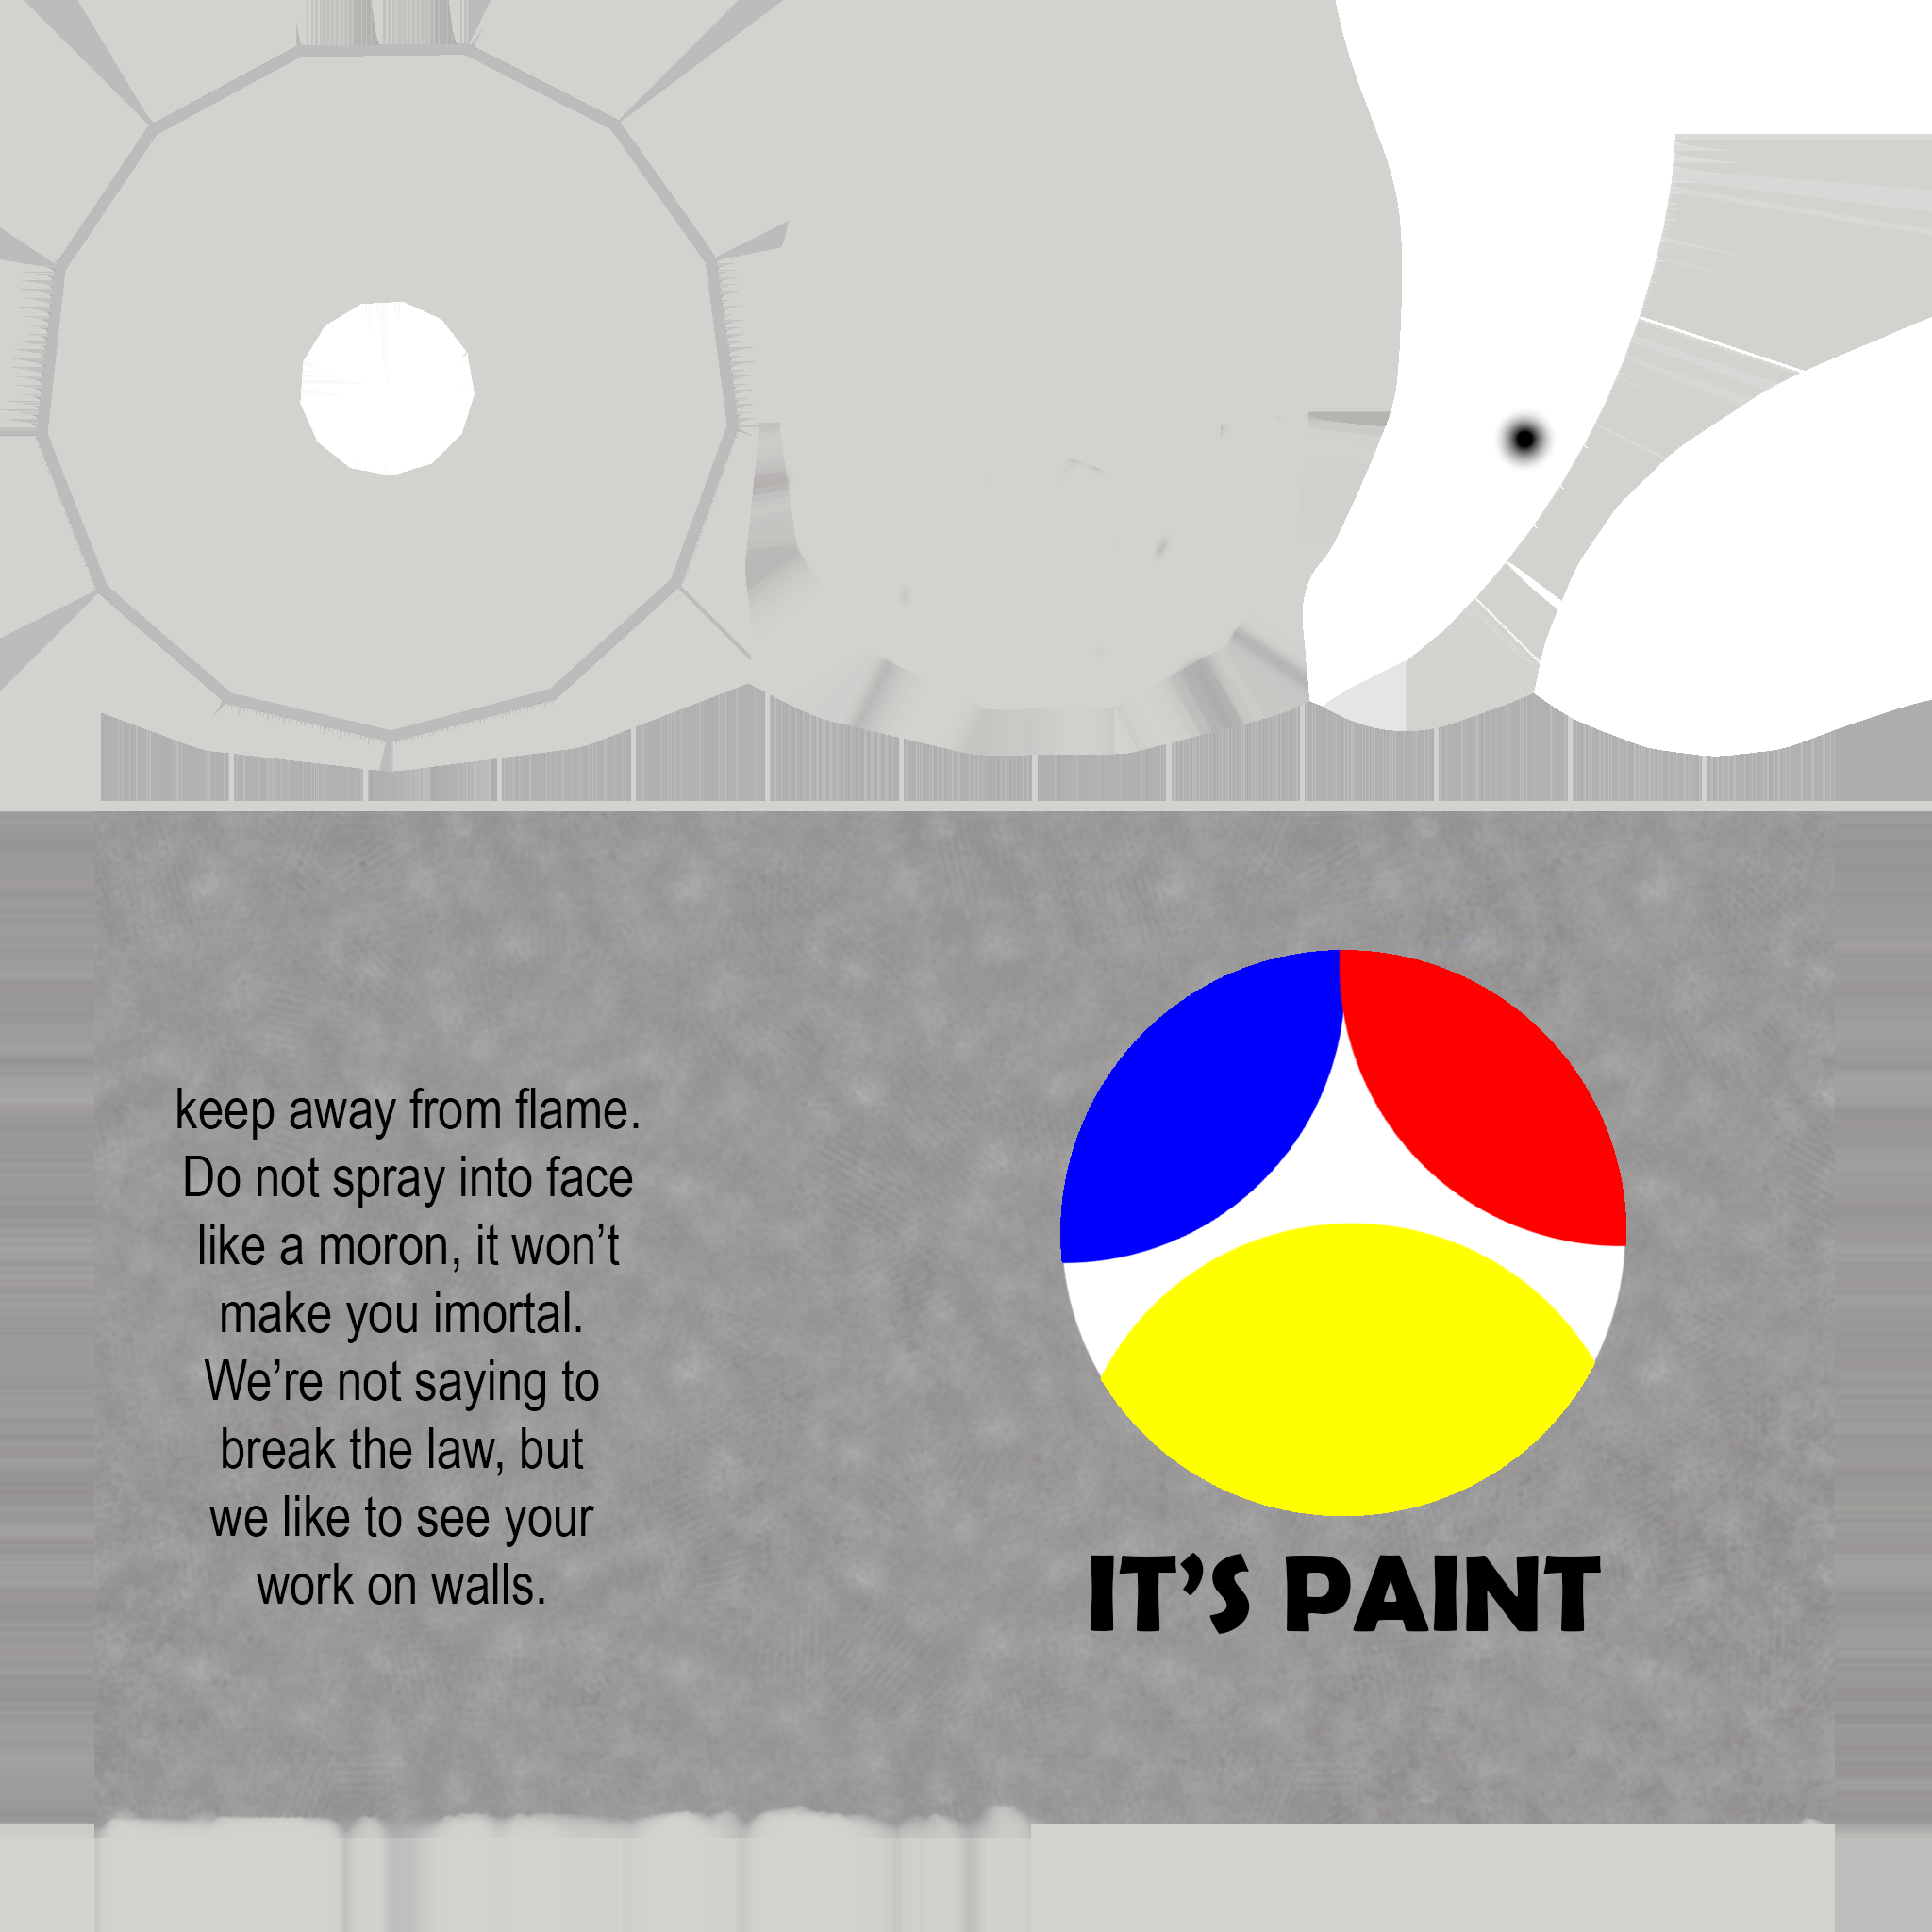 keep away from flame.
Do not spray into face
like a moron, it won’t
make you imortal.
We’re not saying to
break the law, but
we like to see your
work on walls.
IT’S PAINT